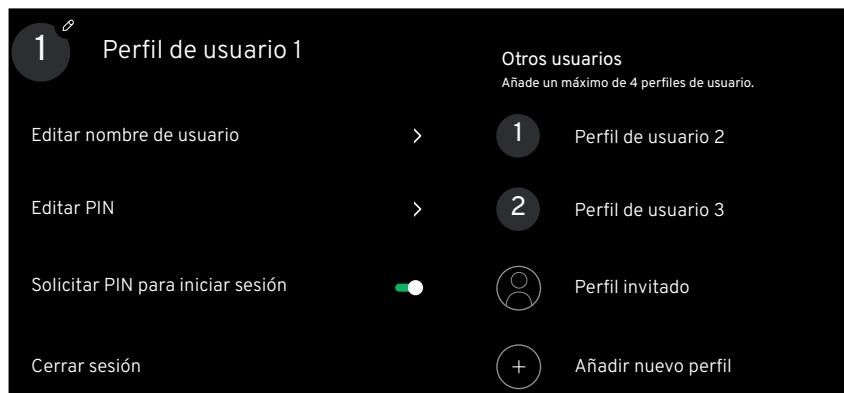 1
Perfil de usuario 1
Editar nombre de usuario
Editar PIN
Solicitar PIN para iniciar sesión
Cerrar sesión
Otros usuarios
Añade un máximo de 4 perfiles de usuario.
1
Perfil de usuario 2
2
Perfil de usuario 3
Perfil invitado
Añadir nuevo perfil